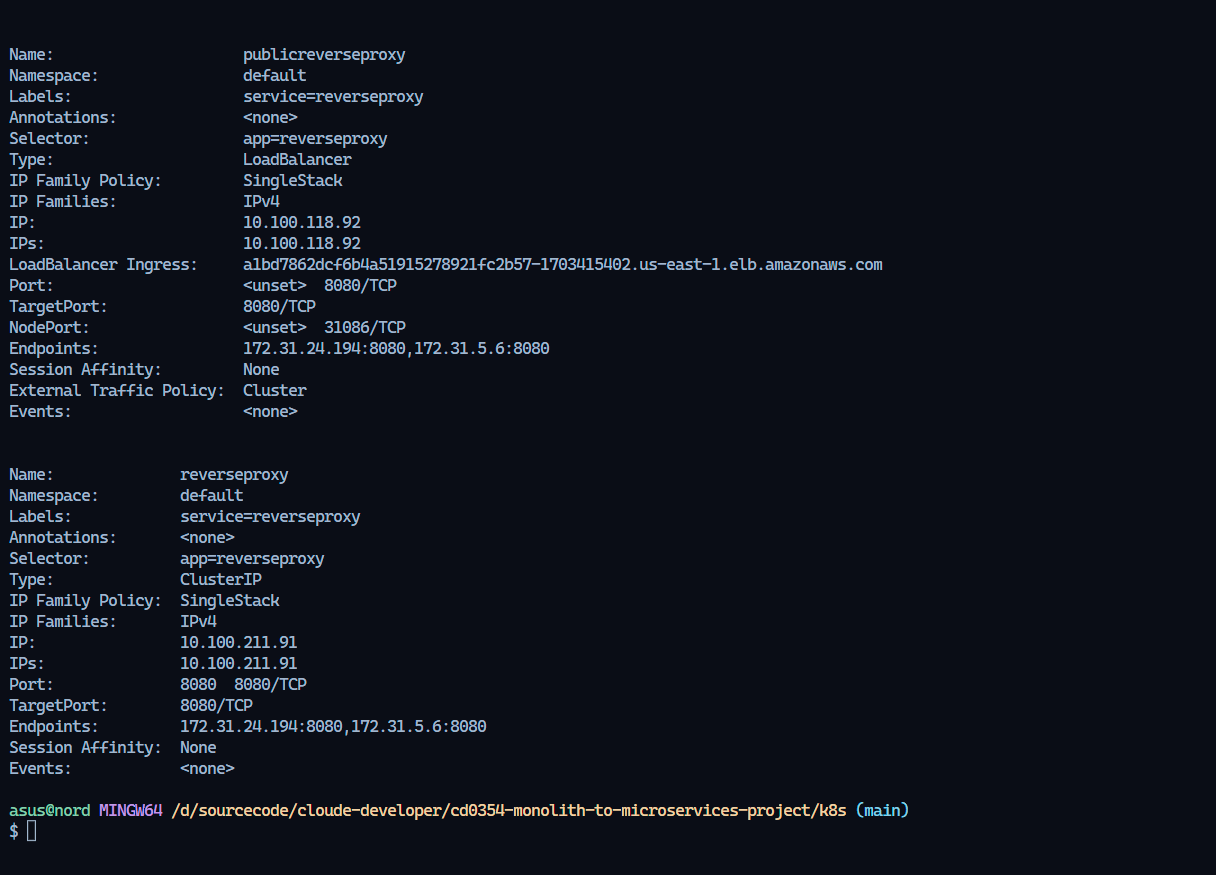 Name:                     publicreverseproxy
Namespace:                default
Labels:                   service=reverseproxy
Annotations:              <none>
Selector:                 app=reverseproxy
Type:                     LoadBalancer
IP Family Policy:         SingleStack
IP Families:              IPv4
IP:                       10.100.118.92
IPs:                      10.100.118.92
LoadBalancer Ingress:     a1bd7862dcf6b4a51915278921fc2b57-1703415402.us-east-1.elb.amazonaws.com
Port:                     <unset>  8080/TCP
TargetPort:               8080/TCP
NodePort:                 <unset>  31086/TCP
Endpoints:                172.31.24.194:8080,172.31.5.6:8080
Session Affinity:         None
External Traffic Policy:  Cluster
Events:                   <none>
Name:              reverseproxy
Namespace:         default
Labels:            service=reverseproxy
Annotations:       <none>
Selector:          app=reverseproxy
Type:              ClusterIP
IP Family Policy:  SingleStack
IP Families:       IPv4
IP:                10.100.211.91
IPs:               10.100.211.91
Port:              8080  8080/TCP
TargetPort:        8080/TCP
Endpoints:         172.31.24.194:8080,172.31.5.6:8080
Session Affinity:  None
Events:            <none>
asus@nord MINGW64 /d/sourcecode/cloude-developer/cd0354-monolith-to-microservices-project/k8s (main)
$